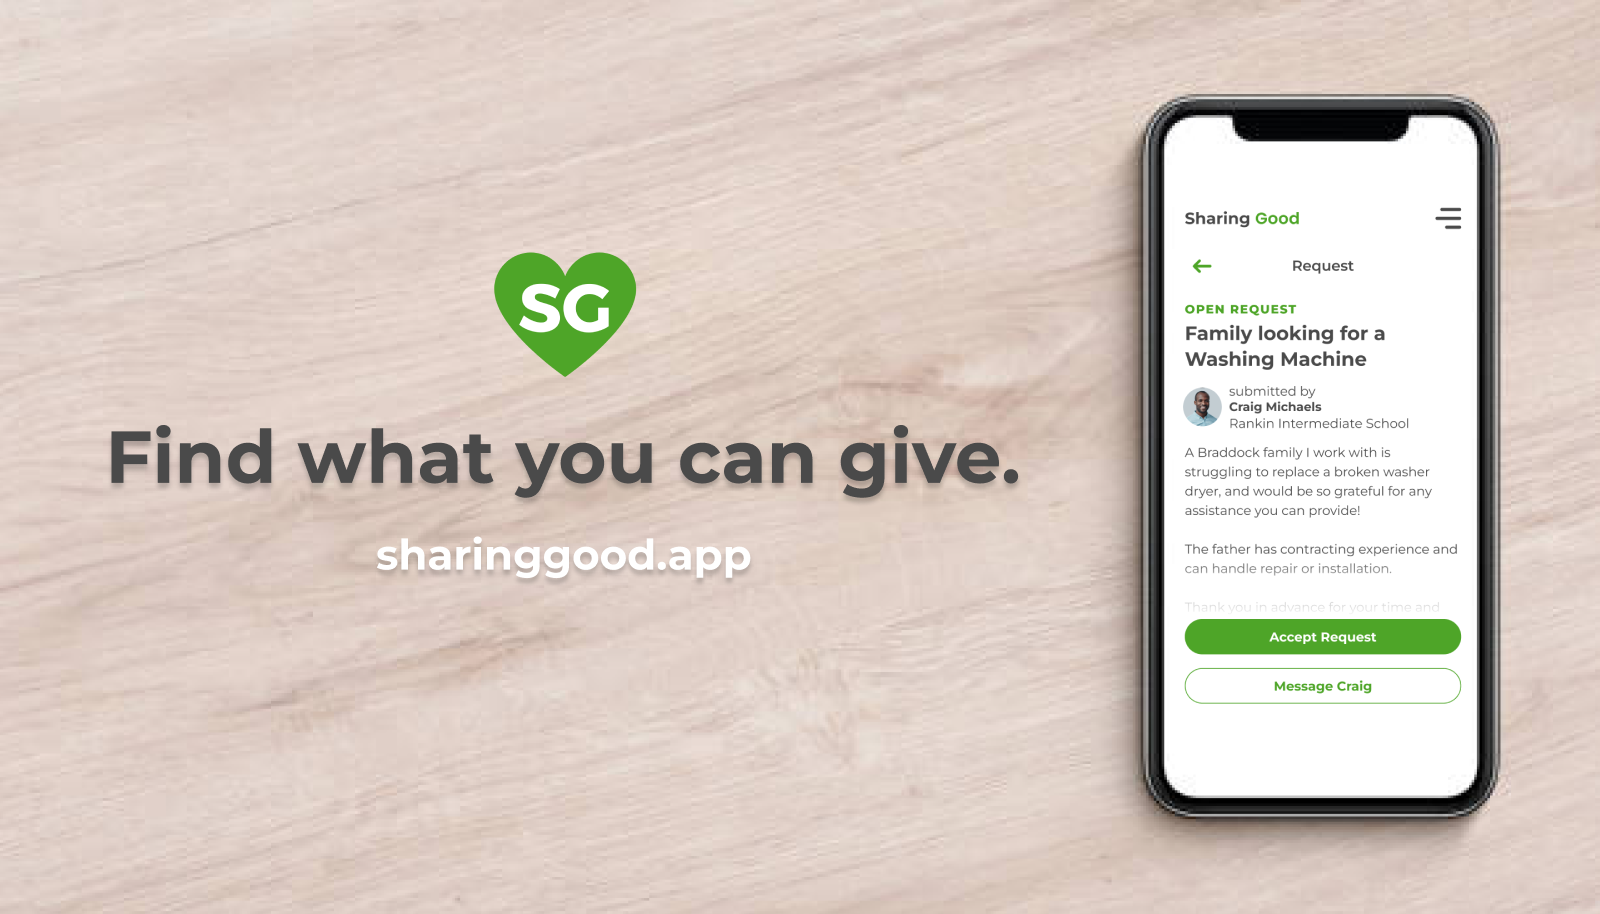 SG
Find what you can give.
sharinggood.app
Sharing Good
Request
OPEN REQUEST
Family looking for a
Washing Machine
submitted by
Craig Michaels
Rankin Intermediate School
A Braddock family I work with is
struggling to replace a broken washer
dryer, and would be so grateful for any
assistance you can provide!
The father has contracting experience and
can handle repair or installation.
Thank you in advance for your time and
Accept Request
Message Craig